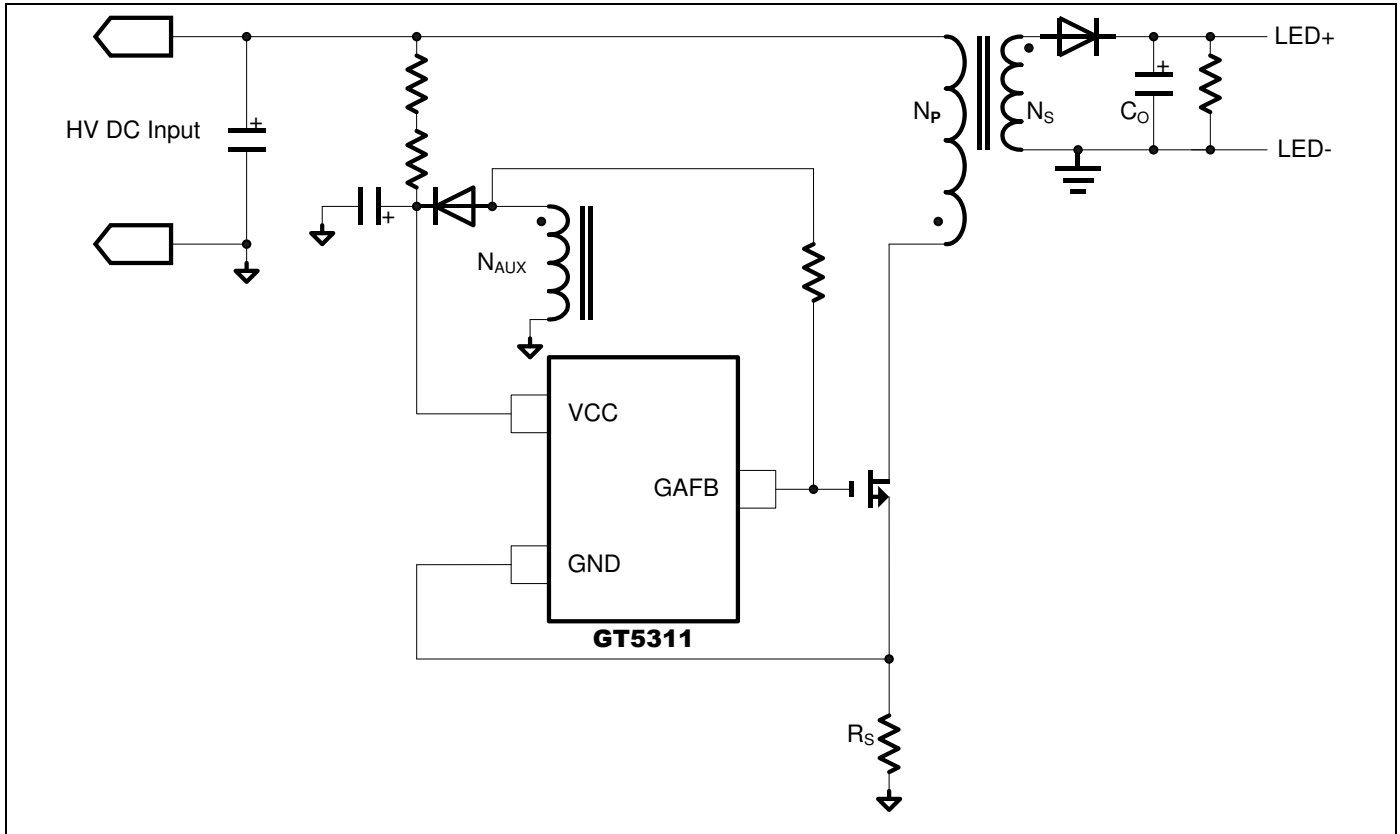 LED+
HV DC Input
+
NP
NS
+
CO
LED-
+
NAUX
VCC
GAFB
GND
GT5311
RS